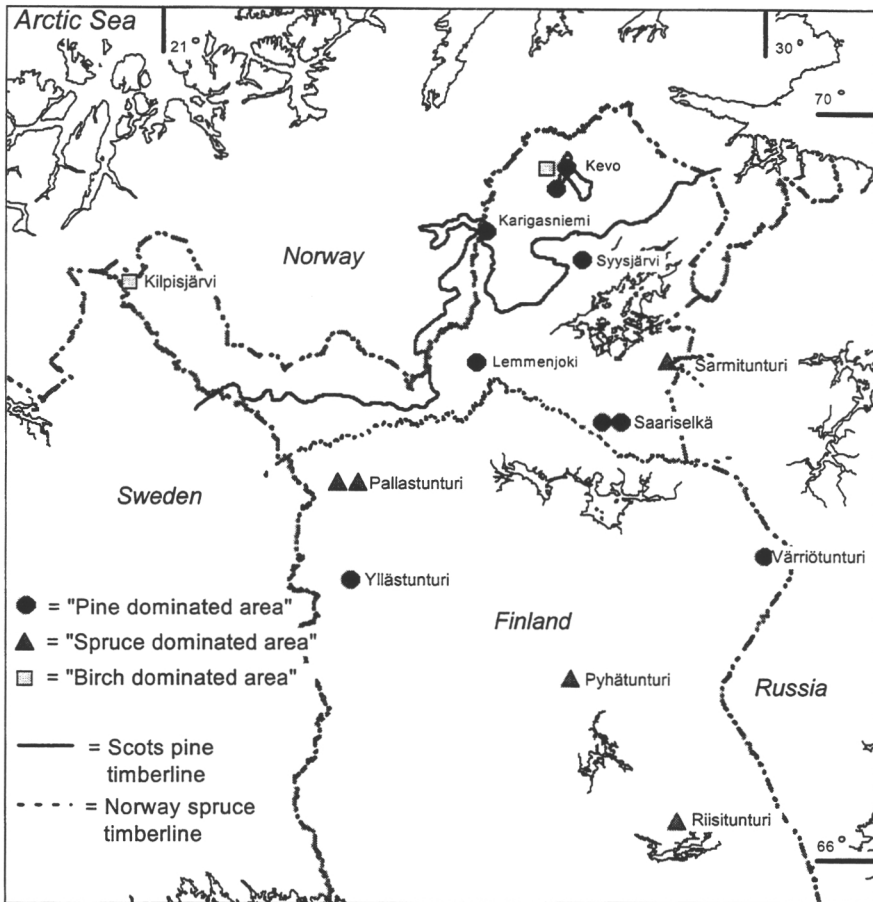 Arctic Sea
21 °
30 °
70 °
Kevo
Karigasniemi
Norway
Syysjärvi
Kilpisjärvi
Lemmenjoki
Sarmitunturi
Saariselkä
Sweden
Pallastunturi
Värriötunturi
Yllästunturi
= "Pine dominated area"
Finland
= "Spruce dominated area"
= "Birch dominated area"
Pyhätunturi
Russia
= Scots pine
timberline
= Norway spruce
timberline
Riisitunturi
66 °